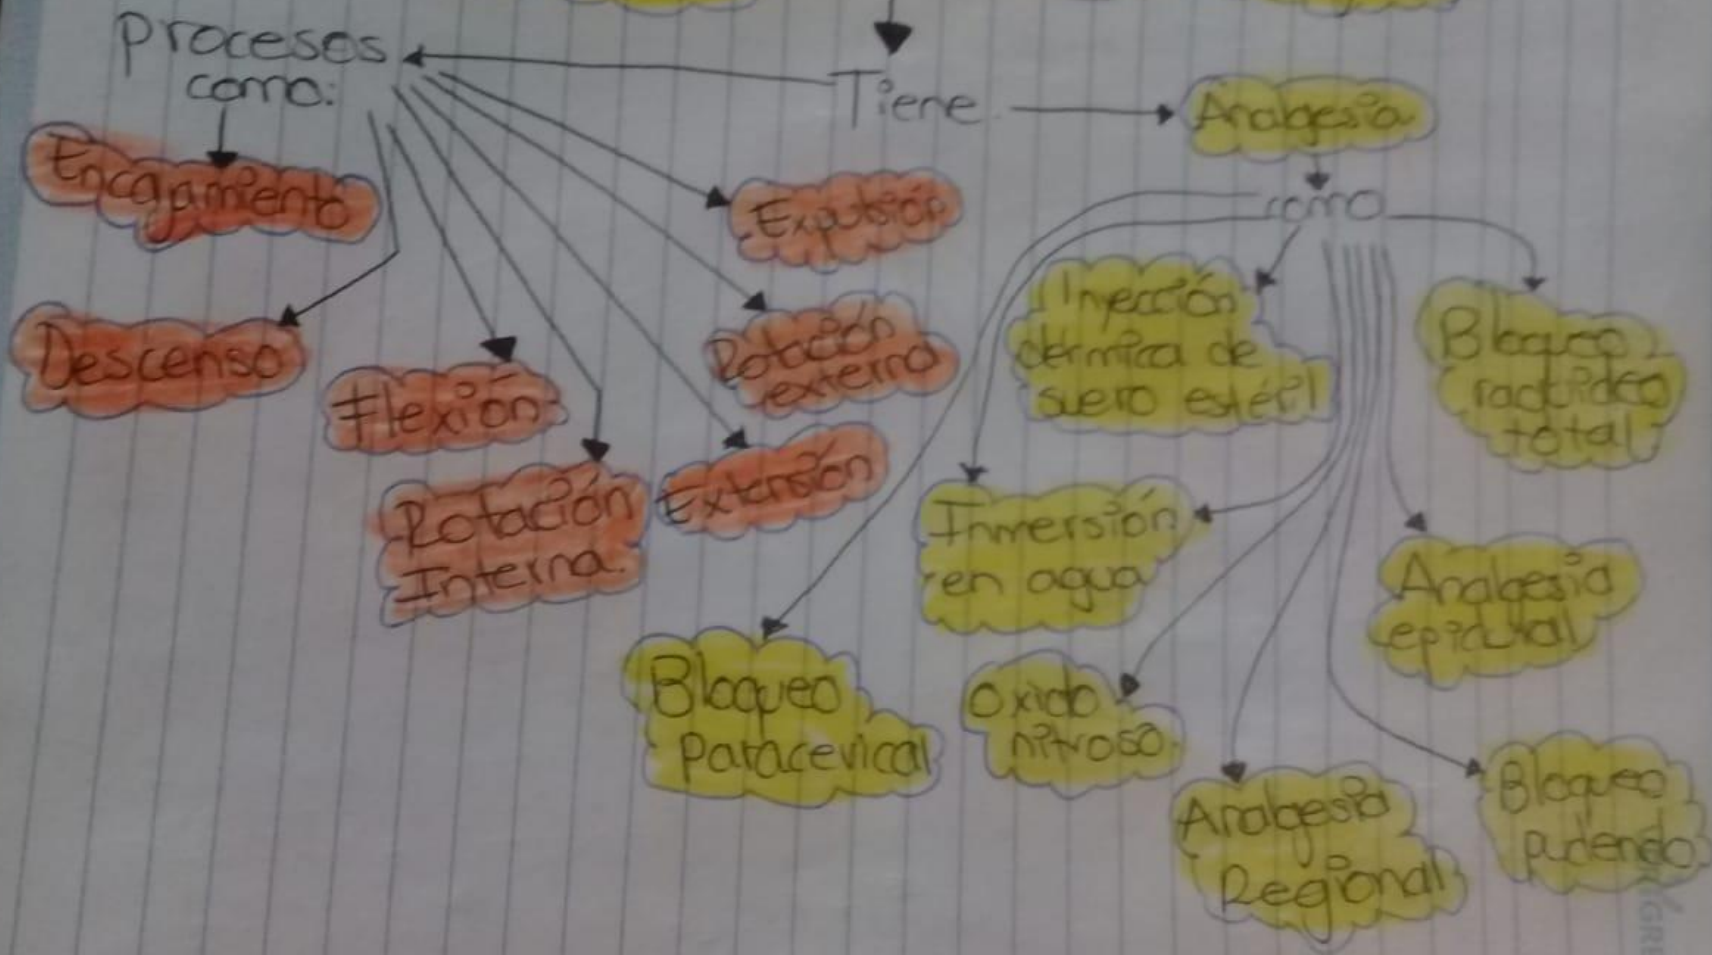 Procesos
como:
Tiene
Analgesia
como
Encajamiento
Expulsión
Descenso
Rotación
externa
Flexión
Extensión
Rotación
Interna.
Inyección
dérmica de
suero estéril
Bloqueo
total
Inmersión
en agua
Analgesia
epidural
Bloqueo
Paracevical
Oxido
nitroso
Analgesia
Regional
Bloqueo
pudendo